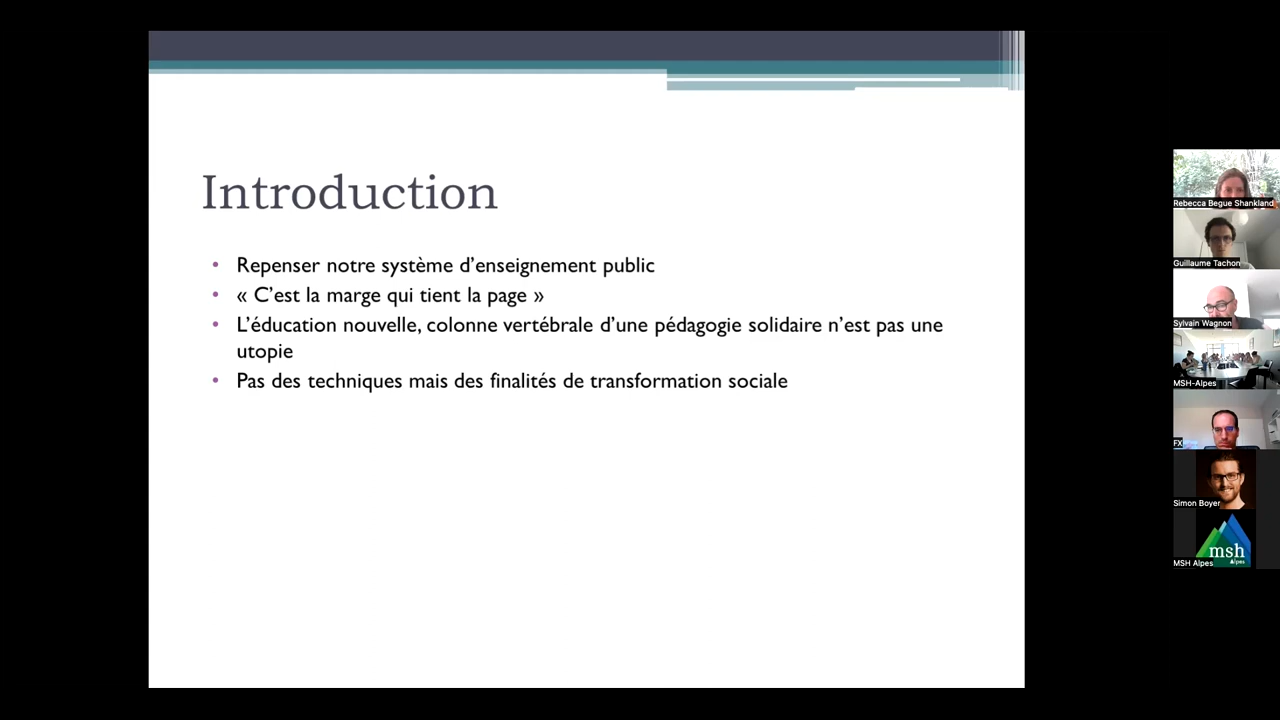 Introduction
• Repenser notre système d’enseignement public
• « C’est la marge qui tient la page »
• L’éducation nouvelle, colonne vertébrale d’une pédagogie solidaire n’est pas une
utopie
• Pas des techniques mais des finalités de transformation sociale
Rebecca Begue Shankland
Guillaume Tachon
Sylvain Wagnon
MSH-Alpes
FX
Simon Boyer
msh
Alpes
MSH Alpes